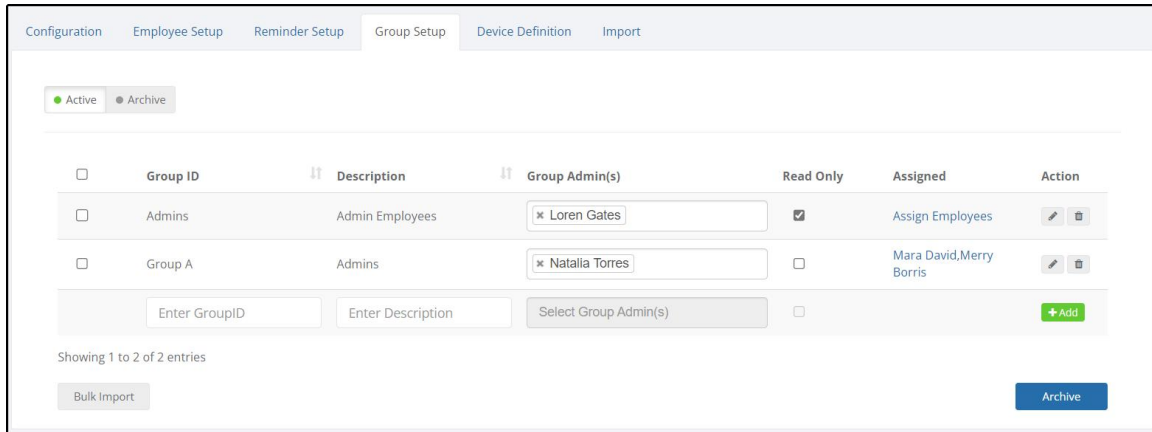 Configuration Employee Setup Reminder Setup Group Setup Device Definition Import
Active Archive
Group ID Description Group Admin(s) Read Only Assigned Action
Admins Admin Employees × Loren Gates Assign Employees
Group A Admins × Natalia Torres Mara David,Merry
Borris
Enter GroupID Enter Description Select Group Admin(s) +Add
Showing 1 to 2 of 2 entries
Bulk Import Archive